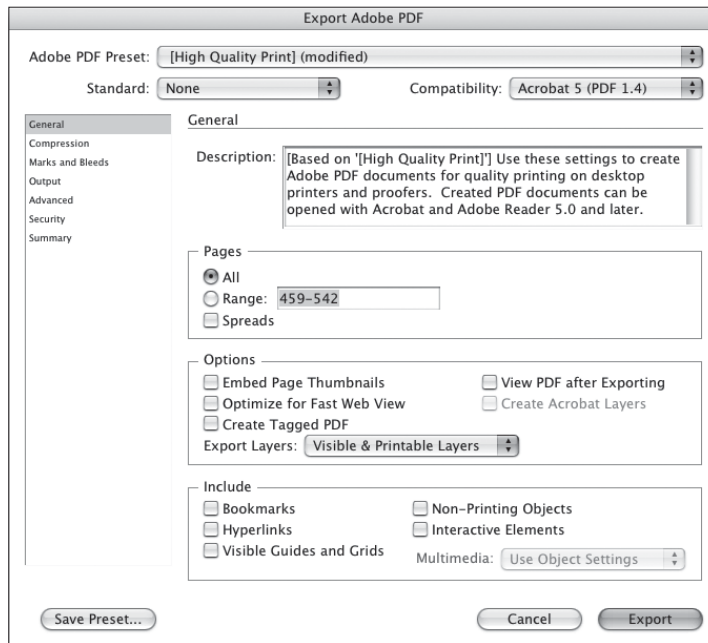 Export Adobe PDF
Adobe PDF Preset: [High Quality Print] (modified)
Standard: None Compatibility: Acrobat 5 (PDF 1.4)
General
Compression
Marks and Bleeds
Output
Advanced
Security
Summary
General
Description: [Based on '[High Quality Print]'] Use these settings to create
Adobe PDF documents for quality printing on desktop
printers and proofers. Created PDF documents can be
opened with Acrobat and Adobe Reader 5.0 and later.
Pages
All
Range: 459-542
Spreads
Options
Embed Page Thumbnails View PDF after Exporting
Optimize for Fast Web View Create Acrobat Layers
Create Tagged PDF
Export Layers: Visible & Printable Layers
Include
Bookmarks Non-Printing Objects
Hyperlinks Interactive Elements
Visible Guides and Grids Multimedia: Use Object Settings
Save Preset... Cancel Export